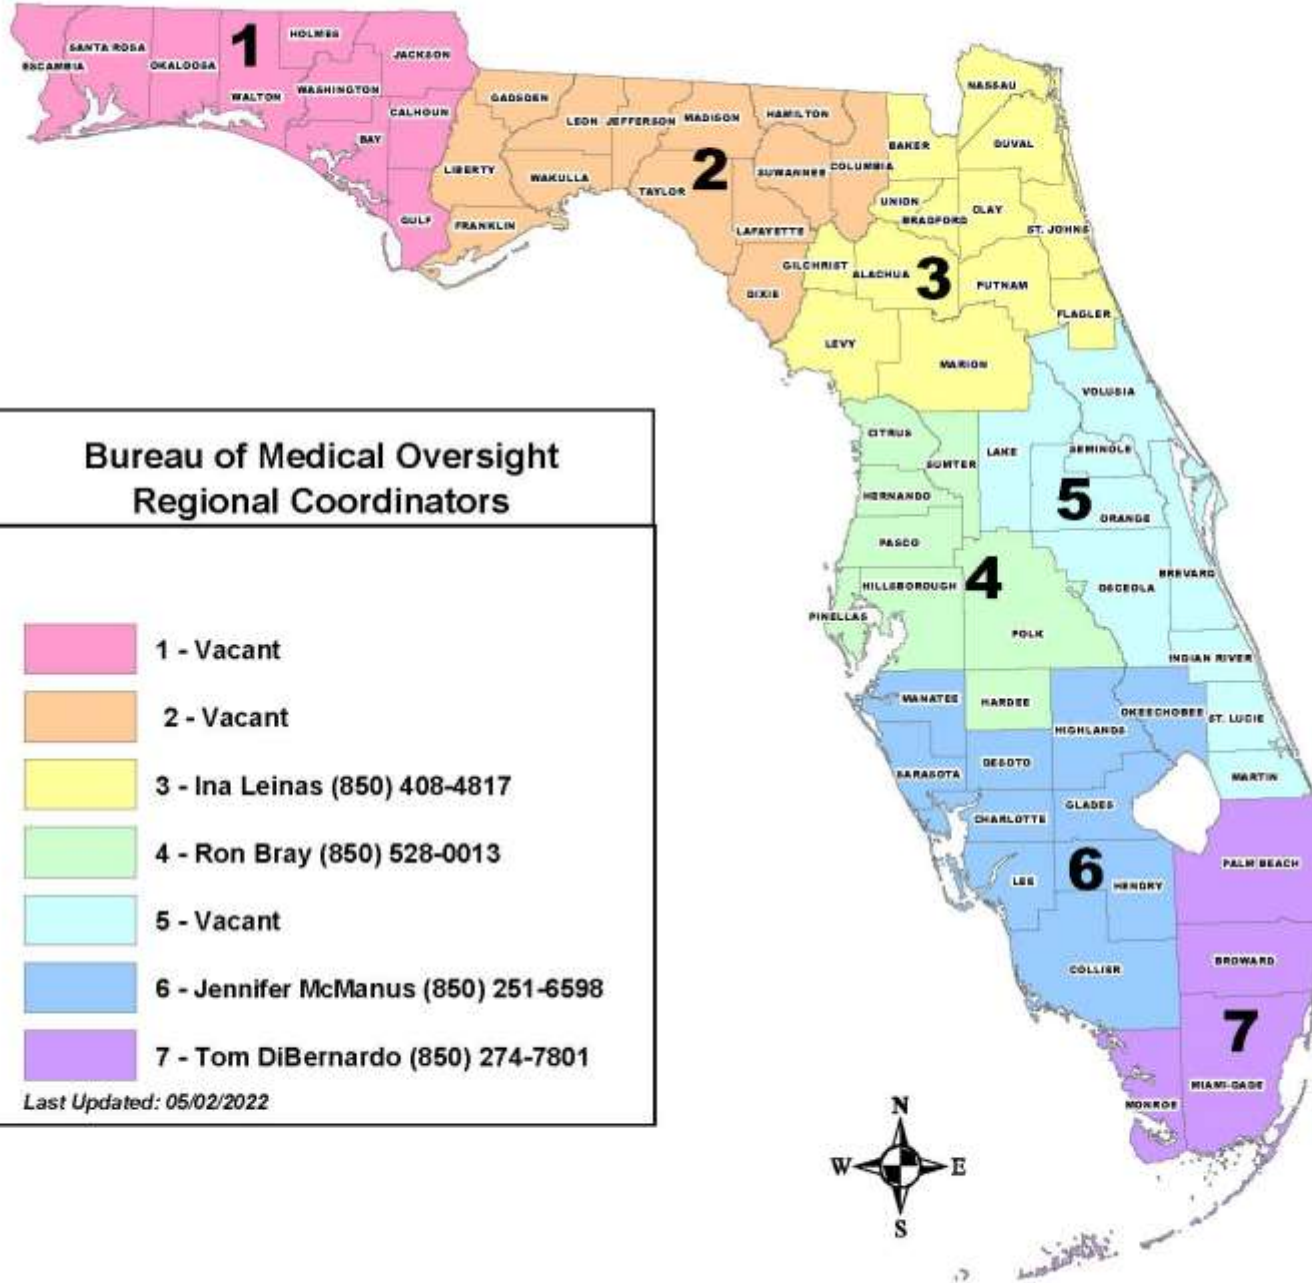 1
HOLMES
SANTA ROSA
JACKSON
ESCAMBIA
OKALOOSA
WALTON
WASHINGTON
CALHOUN
BAY
GULF
GADSDEN
LEON
JEFFERSON
MADISON
HAMILTON
2
LIBERTY
WAKULLA
TAYLOR
SUWANNEE
COLUMBIA
FRANKLIN
LAFAYETTE
DIXIE
NASSAU
BAKER
DUVAL
UNION
BRADFORD
CLAY
ST. JOHNS
GILCHRIST
ALACHUA
3
PUTNAM
FLAGLER
LEVY
MARION
VOLUSIA
CITRUS
SUMTER
LAKE
SEMINOLE
HERNANDO
5
ORANGE
PASCO
HILLSBOROUGH
4
OSCEOLA
BREVARD
PINELLAS
POLK
INDIAN RIVER
MANATEE
HARDEE
HIGHLANDS
OKEECHOBEE
ST. LUCIE
SARASOTA
DESOTO
MARTIN
CHARLOTTE
GLADES
LEE
6
HENDRY
PALM BEACH
COLLIER
BROWARD
7
MIAMI-DADE
MONROE
Bureau of Medical Oversight
Regional Coordinators
1 - Vacant
2 - Vacant
3 - Ina Leinas (850) 408-4817
4 - Ron Bray (850) 528-0013
5 - Vacant
6 - Jennifer McManus (850) 251-6598
7 - Tom DiBernardo (850) 274-7801
Last Updated: 05/02/2022
N
W E
S